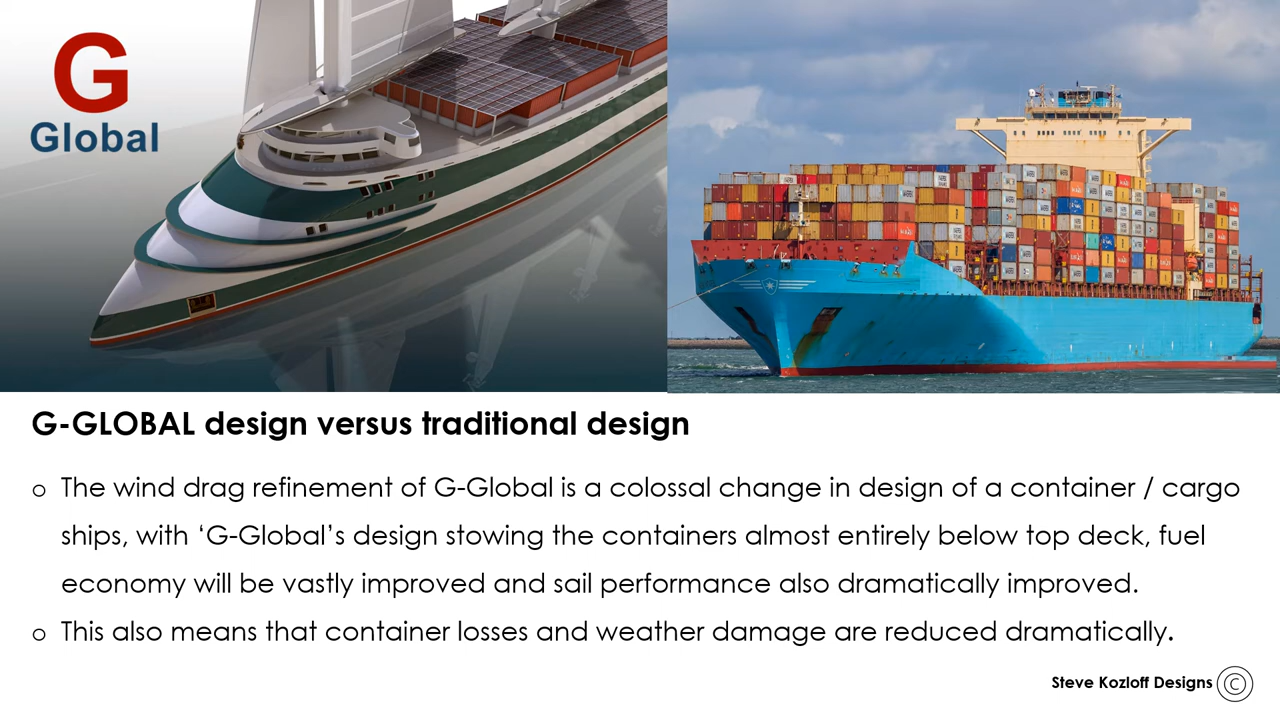 G
Global
G-GLOBAL design versus traditional design
o The wind drag refinement of G-Global is a colossal change in design of a container / cargo
ships, with ‘G-Global’s design stowing the containers almost entirely below top deck, fuel
economy will be vastly improved and sail performance also dramatically improved.
o This also means that container losses and weather damage are reduced dramatically.
Steve Kozloff Designs ©